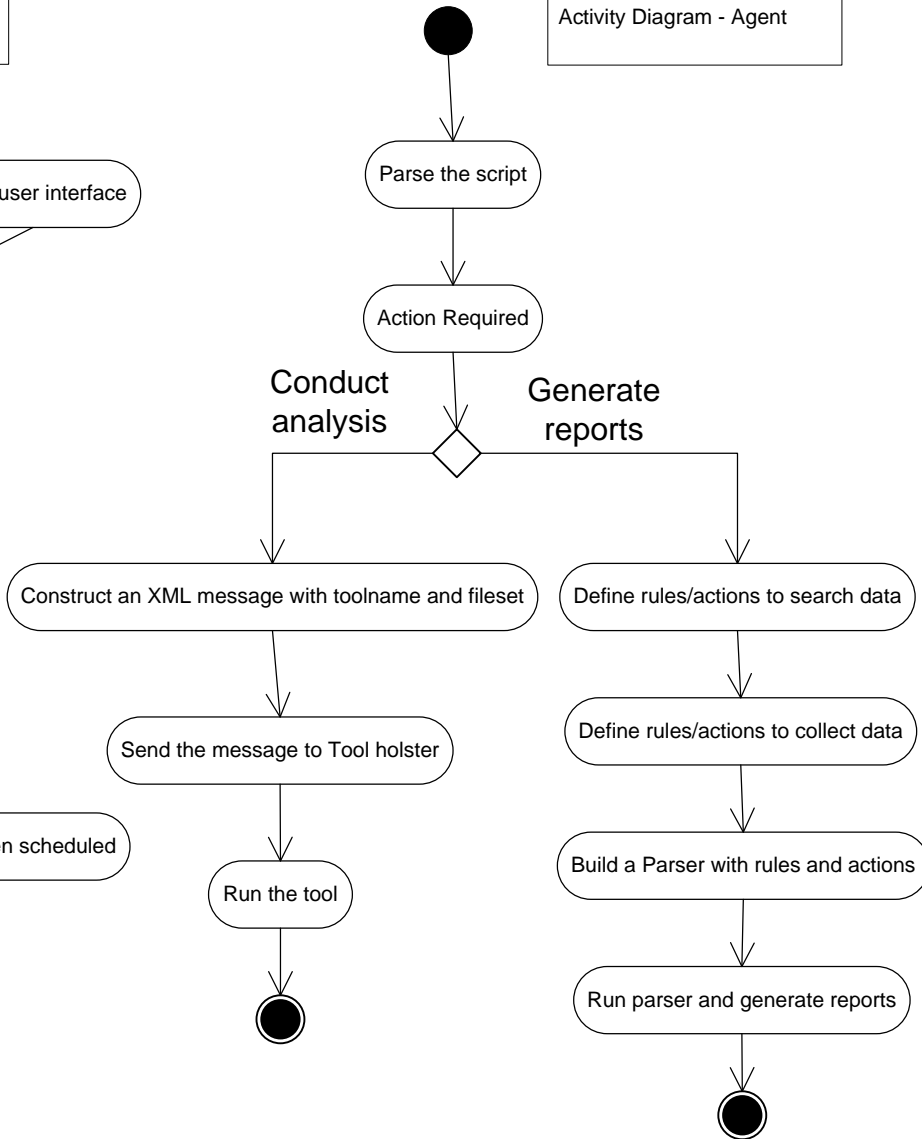 Activity Diagram - Agent
Parse the script
user interface
Action Required
Conduct
analysis
Generate
reports
Construct an XML message with toolname and fileset
Define rules/actions to search data
Define rules/actions to collect data
Send the message to Tool holster
en scheduled
Build a Parser with rules and actions
Run the tool
Run parser and generate reports